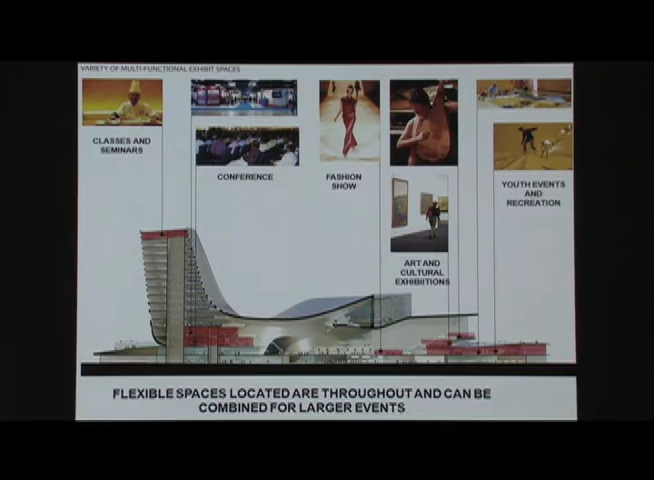 VARIETY OF MULTI-FUNCTIONAL EXHIBIT SPACES
CLASSES AND
SEMINARS
CONFERENCE
FASHION
SHOW
ART AND
CULTURAL
EXHIBIITIONS
YOUTH EVENTS
AND
RECREATION
FLEXIBLE SPACES LOCATED ARE THROUGHOUT AND CAN BE
COMBINED FOR LARGER EVENTS